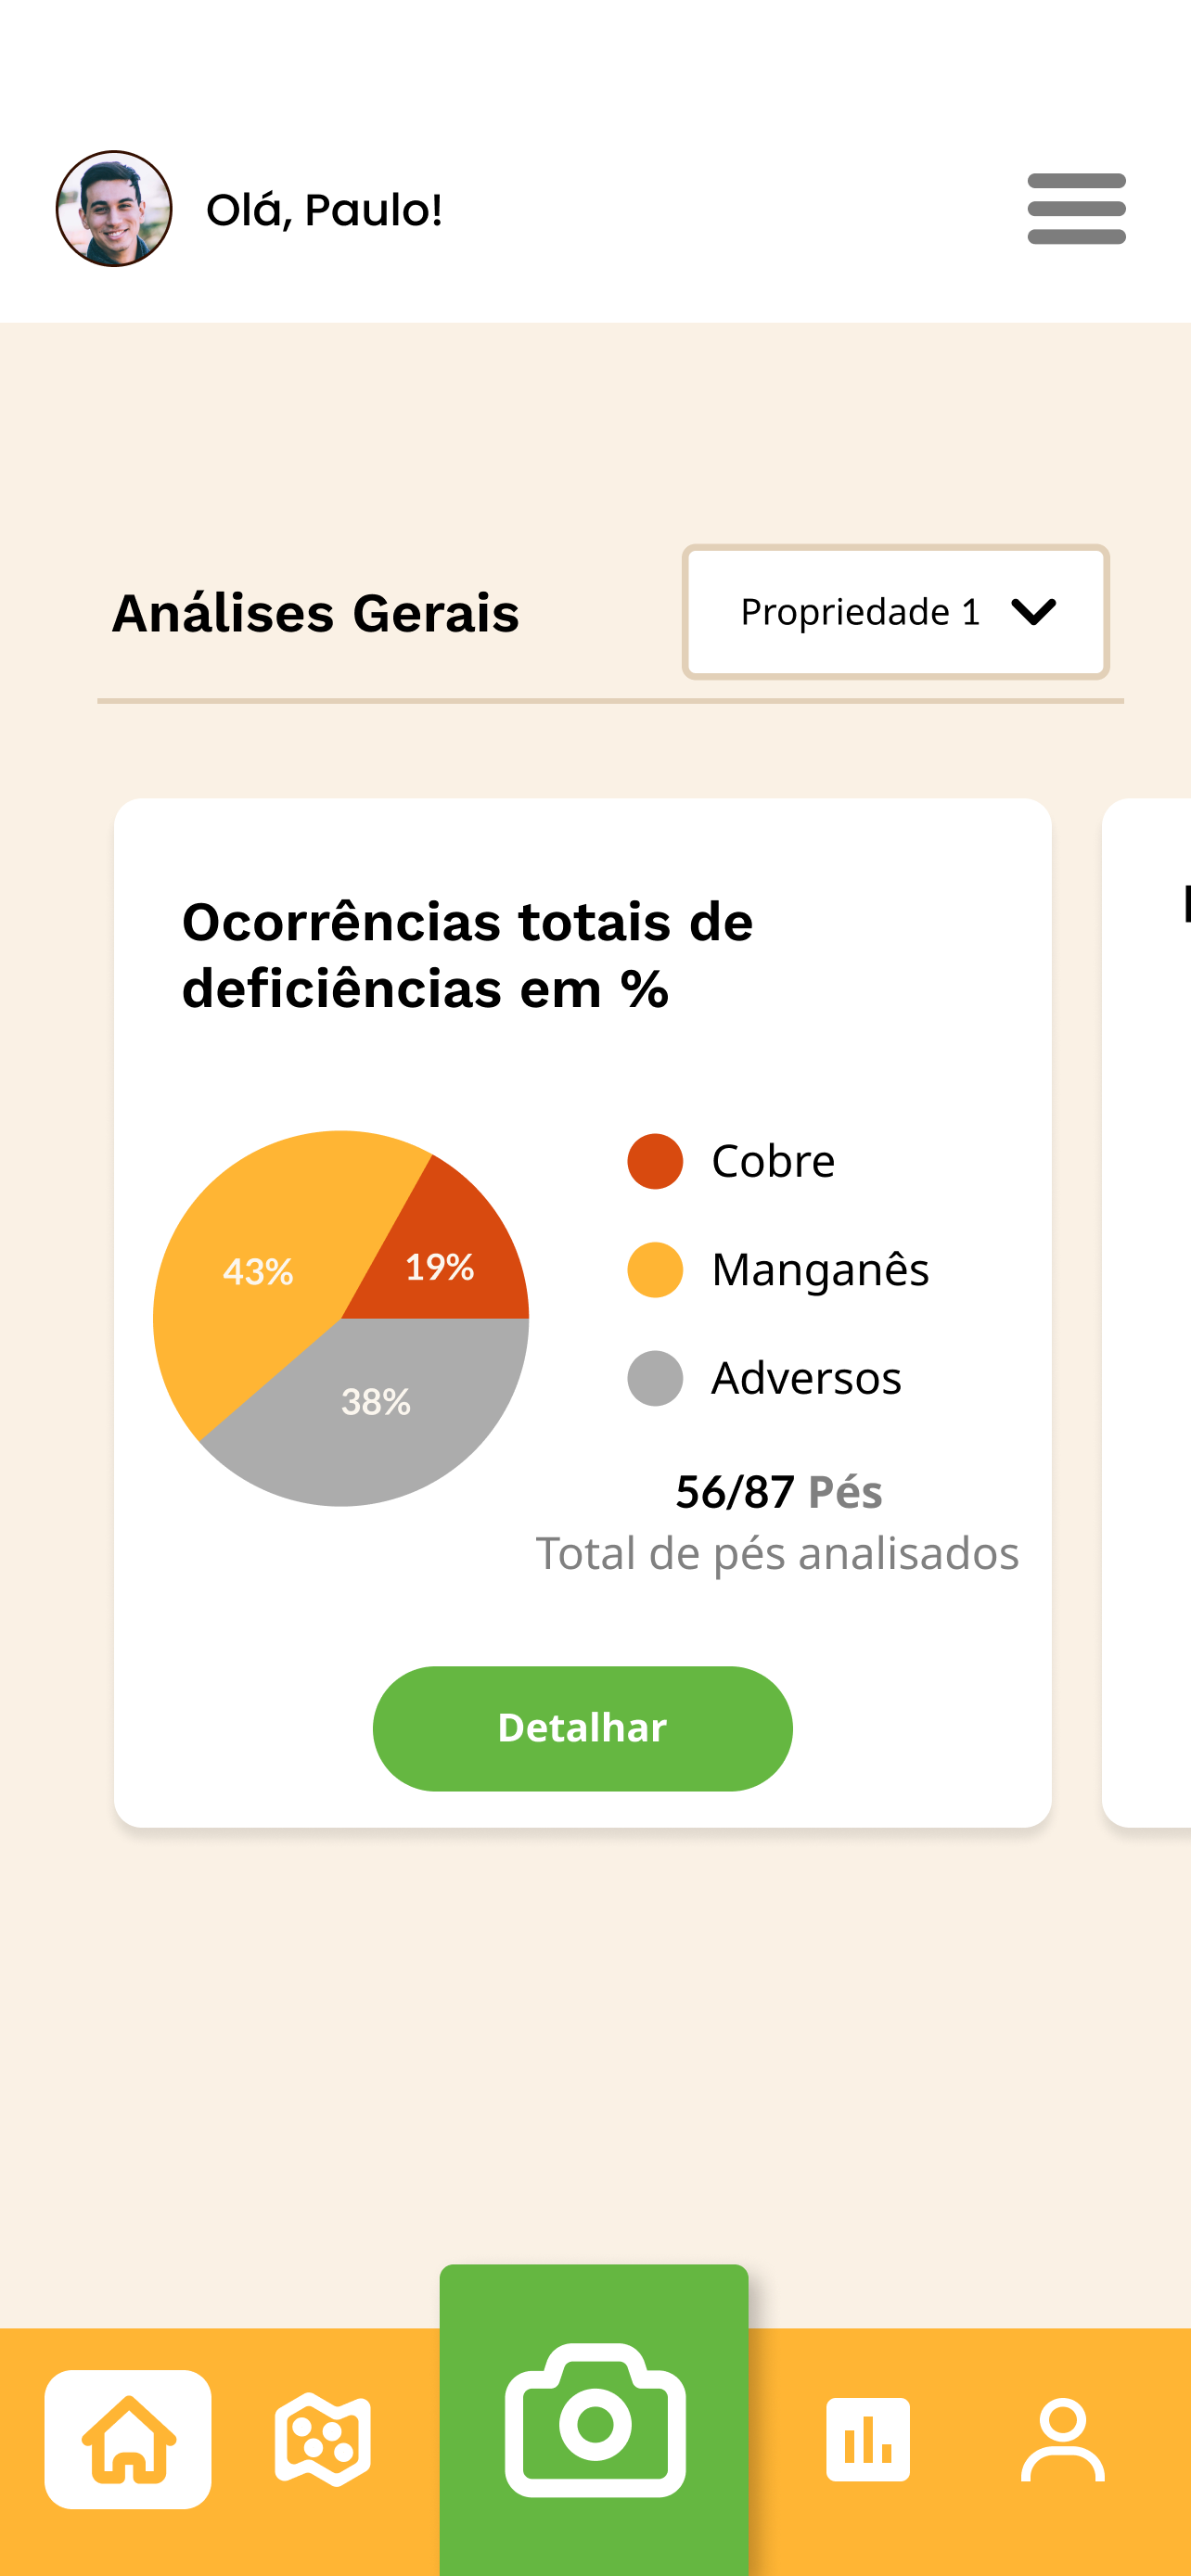 Olá, Paulo!
Análises Gerais
Propriedade 1
Ocorrências totais de
deficiências em %
43%
19%
38%
Cobre
Manganês
Adversos
56/87 Pés
Total de pés analisados
Detalhar